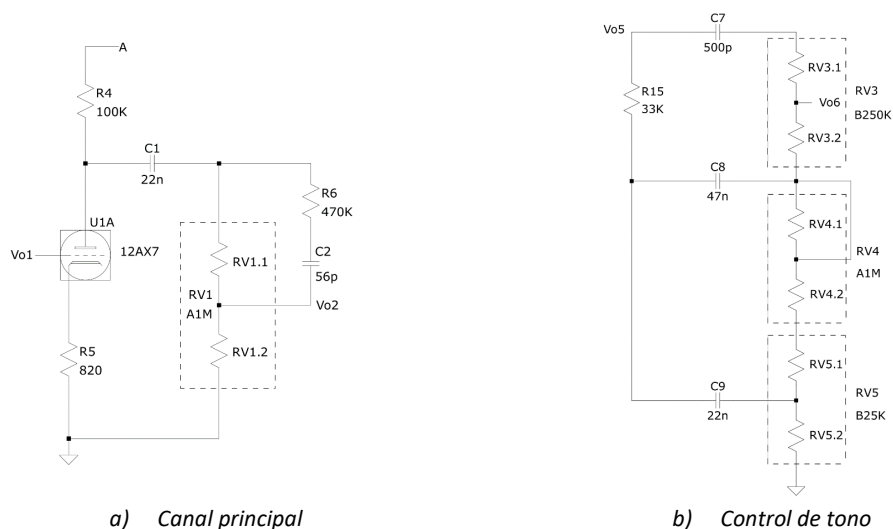 A
R4
100K
C1
22n
R6
470K
U1A
12AX7
Vo1
RV1.1
C2
56p
RV1
A1M
Vo2
RV1.2
R5
820
a) Canal principal
Vo5
C7
500p
RV3.1
RV3
B250K
R15
33K
Vo6
RV3.2
C8
47n
RV4.1
RV4
A1M
RV4.2
RV5.1
C9
22n
RV5
B25K
RV5.2
b) Control de tono